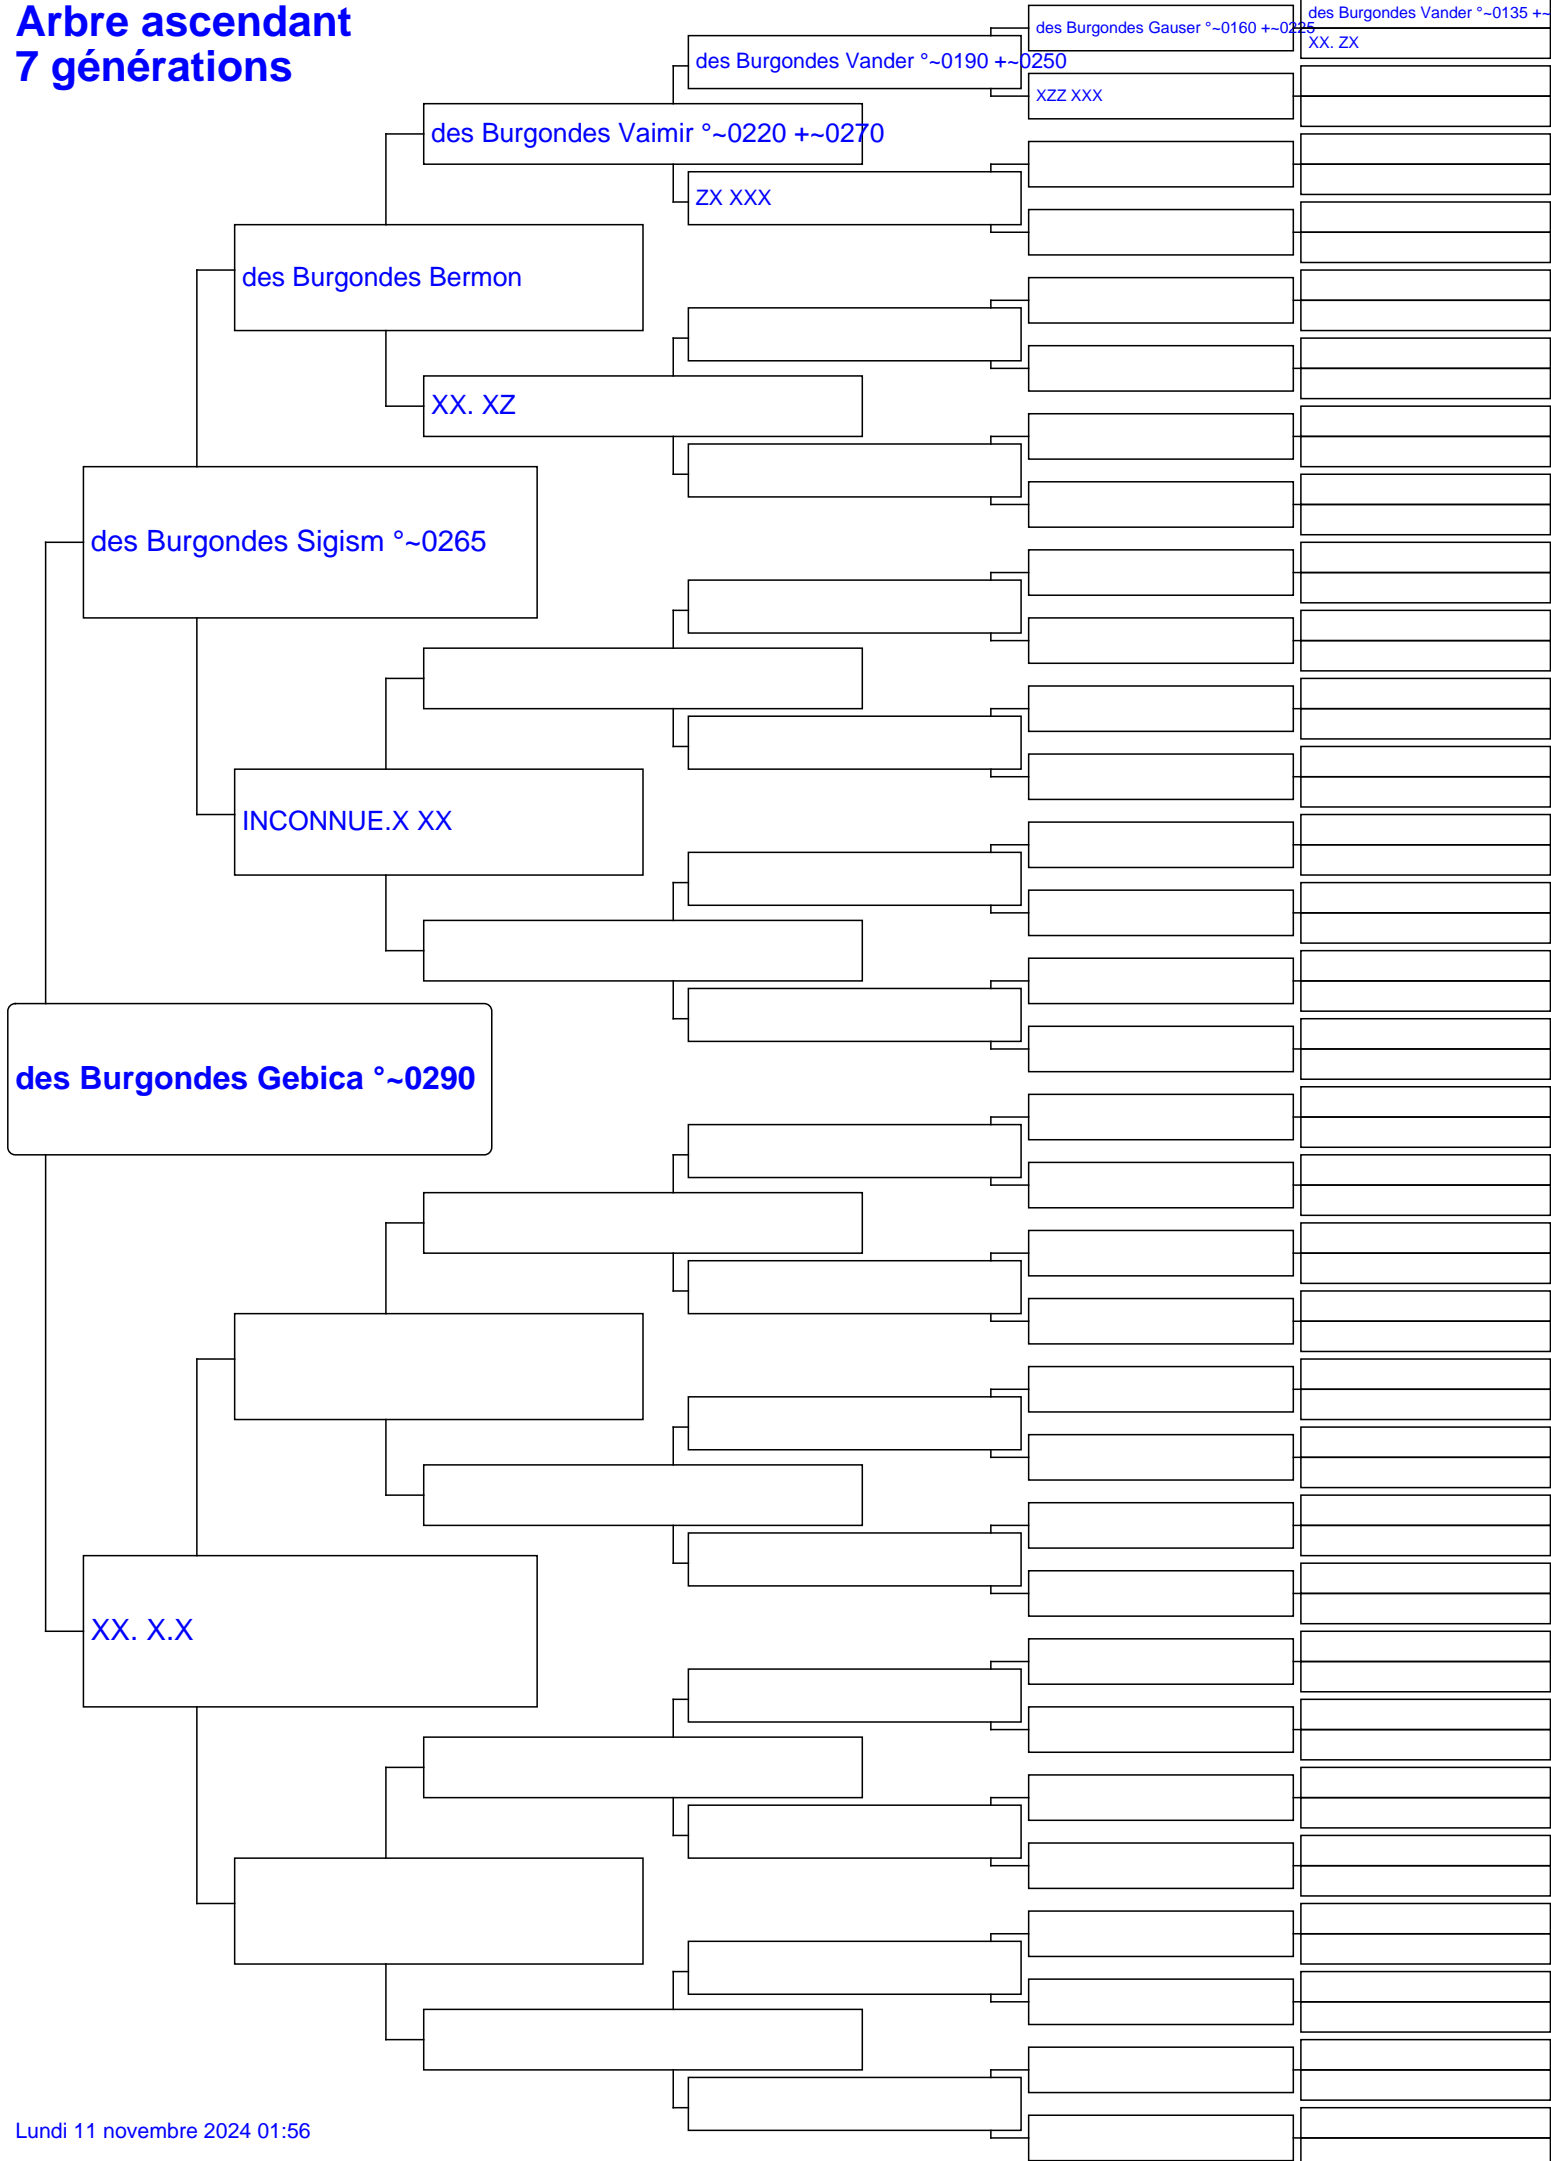 Arbre ascendant
7 générations
des Burgondes Vander °~0135 +~
des Burgondes Gauser °~0160 +~0225
XX. ZX
des Burgondes Vander °~0190 +~0250
XZZ XXX
des Burgondes Vaimir °~0220 +~0270
ZX XXX
des Burgondes Bermon
XX. XZ
des Burgondes Sigism °~0265
INCONNUE.X XX
des Burgondes Gebica °~0290
XX. X.X
Lundi 11 novembre 2024 01:56